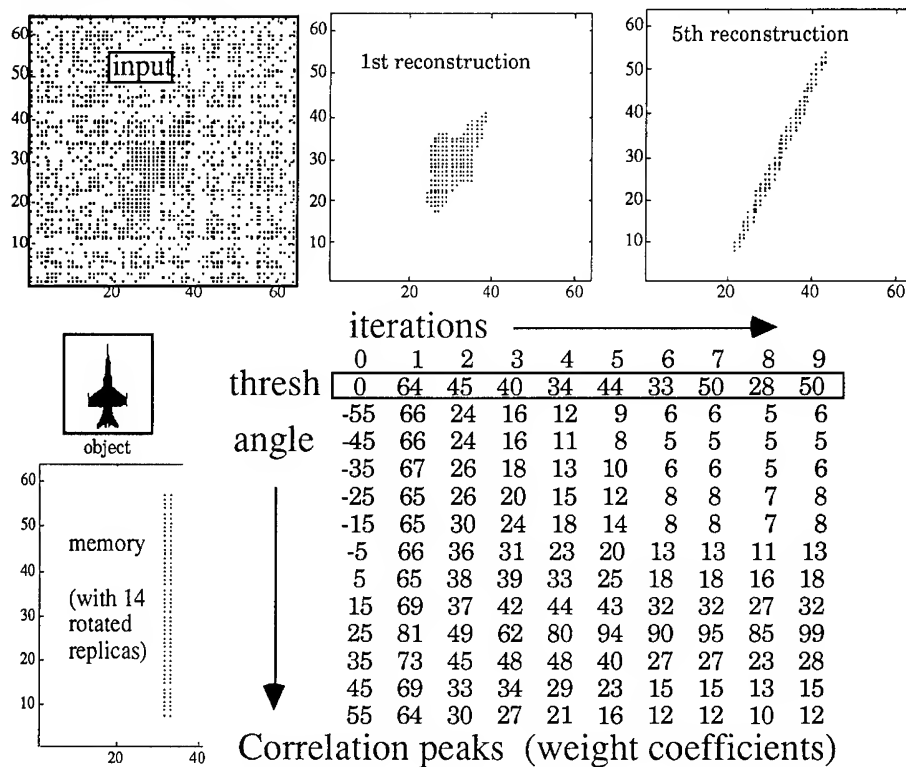 60
50
40
30
20
10
20 40 60
input
60
50
40
30
20
10
20 40 60
1st reconstruction
60
50
40
30
20
10
20 40 60
5th reconstruction
object
iterations
0 1 2 3 4 5 6 7 8 9
thresh 0 64 45 40 34 44 33 50 28 50
-55 66 24 16 12 9 6 6 5 6
angle -45 66 24 16 11 8 5 5 5 5
-35 67 26 18 13 10 6 6 5 6
-25 65 26 20 15 12 8 8 7 8
-15 65 30 24 18 14 8 8 7 8
-5 66 36 31 23 20 13 13 11 13
5 65 38 39 33 25 18 18 16 18
15 69 37 42 44 43 32 32 27 32
25 81 49 62 80 94 90 95 85 99
35 73 45 48 48 40 27 27 23 28
45 69 33 34 29 23 15 15 13 15
55 64 30 27 21 16 12 12 10 12
Correlation peaks (weight coefficients)
60
50
40
30
20
10
20 40
memory
(with 14
rotated
replicas)